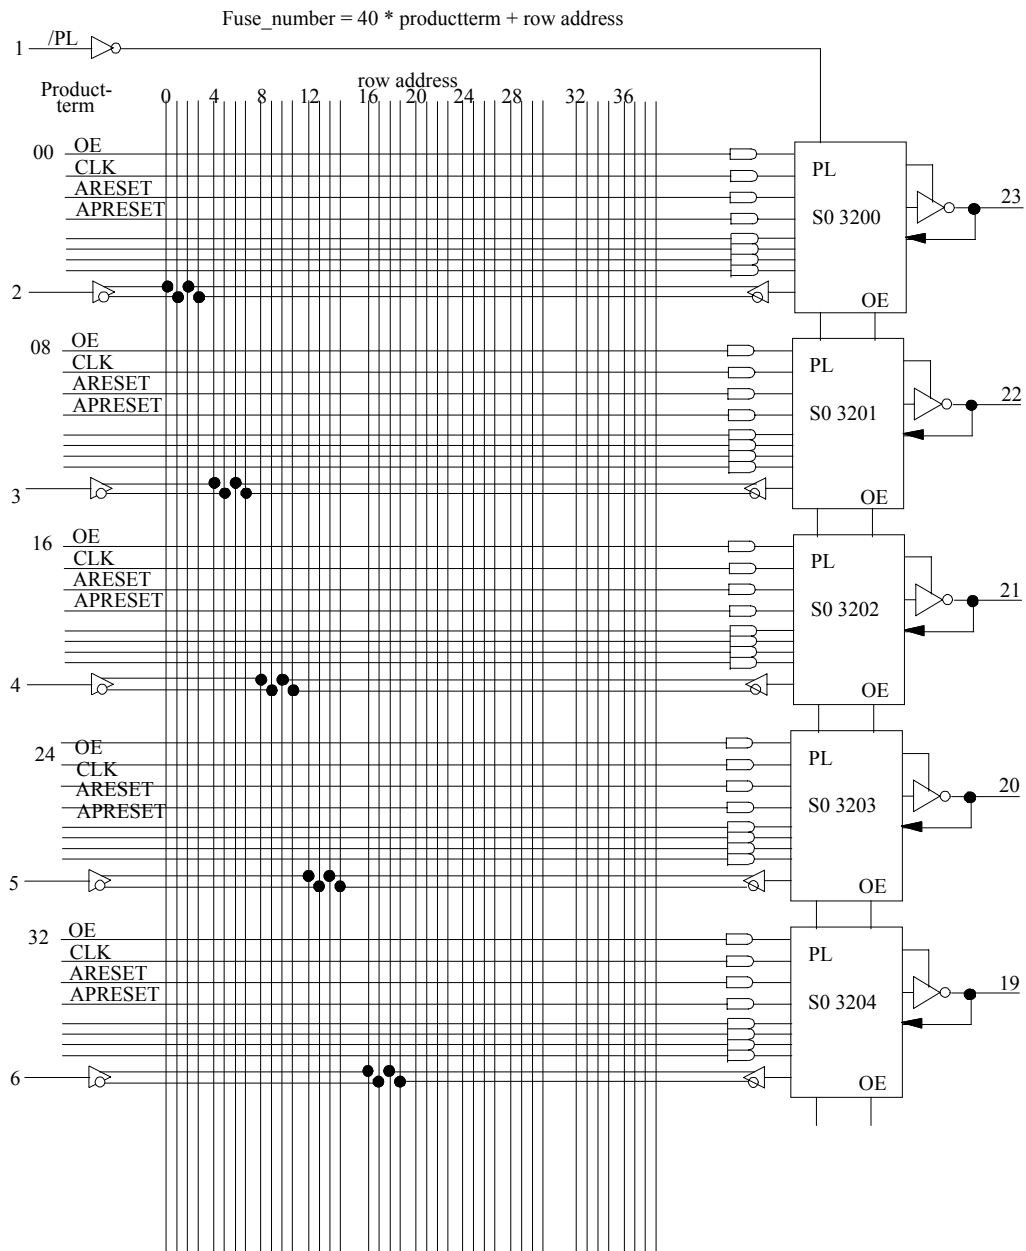 Fuse_number = 40 * productterm + row address
1 /PL
Product-
term
row address
0 4 8 12 16 20 24 28 32 36
00 OE
CLK
ARESET
APRESET
PL
S0 3200
OE
23
2
08 OE
CLK
ARESET
APRESET
PL
S0 3201
OE
22
3
16 OE
CLK
ARESET
APRESET
PL
S0 3202
OE
21
4
24 OE
CLK
ARESET
APRESET
PL
S0 3203
OE
20
5
32 OE
CLK
ARESET
APRESET
PL
S0 3204
OE
19
6